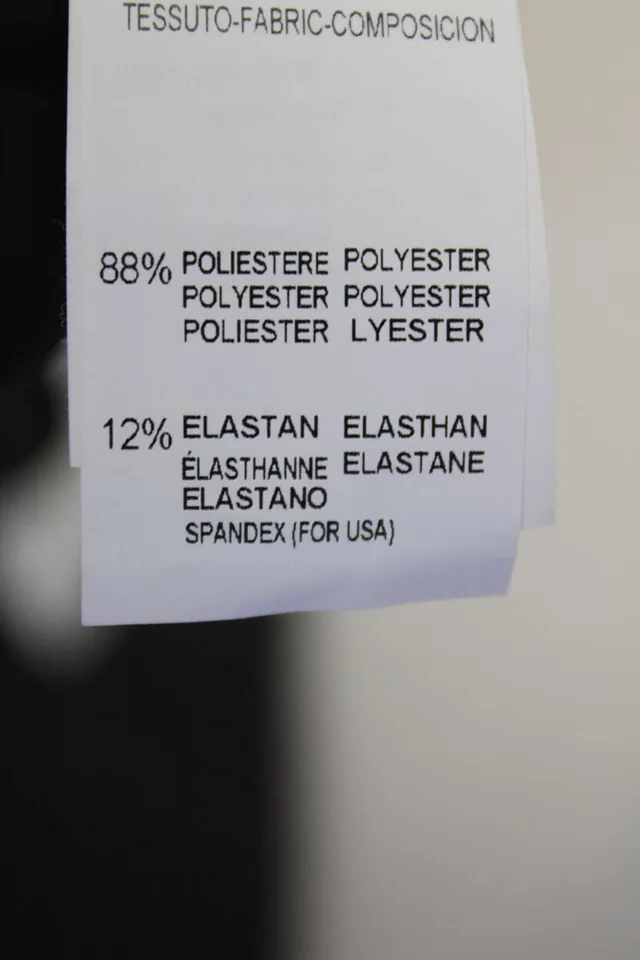 TESSUTO-FABRIC-COMPOSICION
88% POLIESTERE POLYESTER
POLYESTER POLYESTER
POLIESTER LYESTER
12% ELASTAN ELASTHAN
ÉLASTHANNE ELASTANE
ELASTANO
SPANDEX (FOR USA)